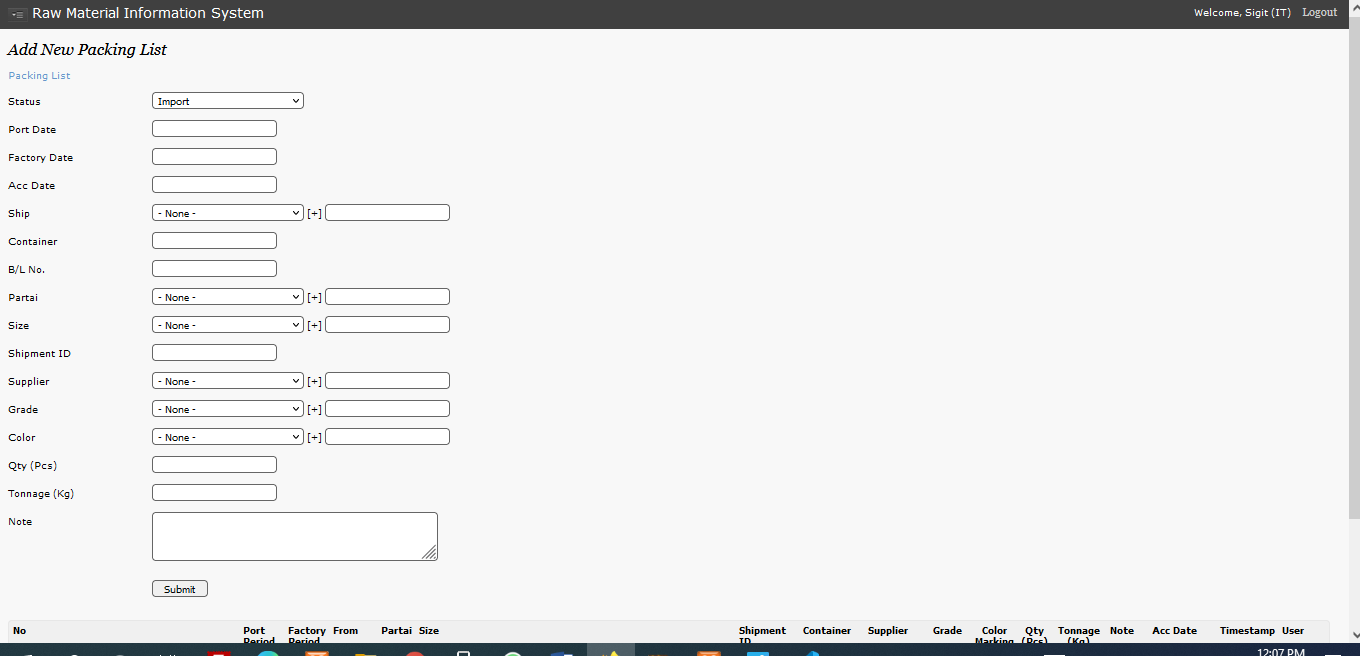 Raw Material Information System
Welcome, Sigit (IT) Logout
Add New Packing List
Packing List
Status Import
Port Date
Factory Date
Acc Date
Ship - None - [+]
Container
B/L No.
Partai - None - [+]
Size - None - [+]
Shipment ID
Supplier - None - [+]
Grade - None - [+]
Color - None - [+]
Qty (Pcs)
Tonnage (Kg)
Note
Submit
No Port Factory From Partai Size Shipment Container Supplier Grade Color Qty Tonnage Note Acc Date Timestamp User
Period Period ID Marking (Pcs) (Kg)
12:07 PM